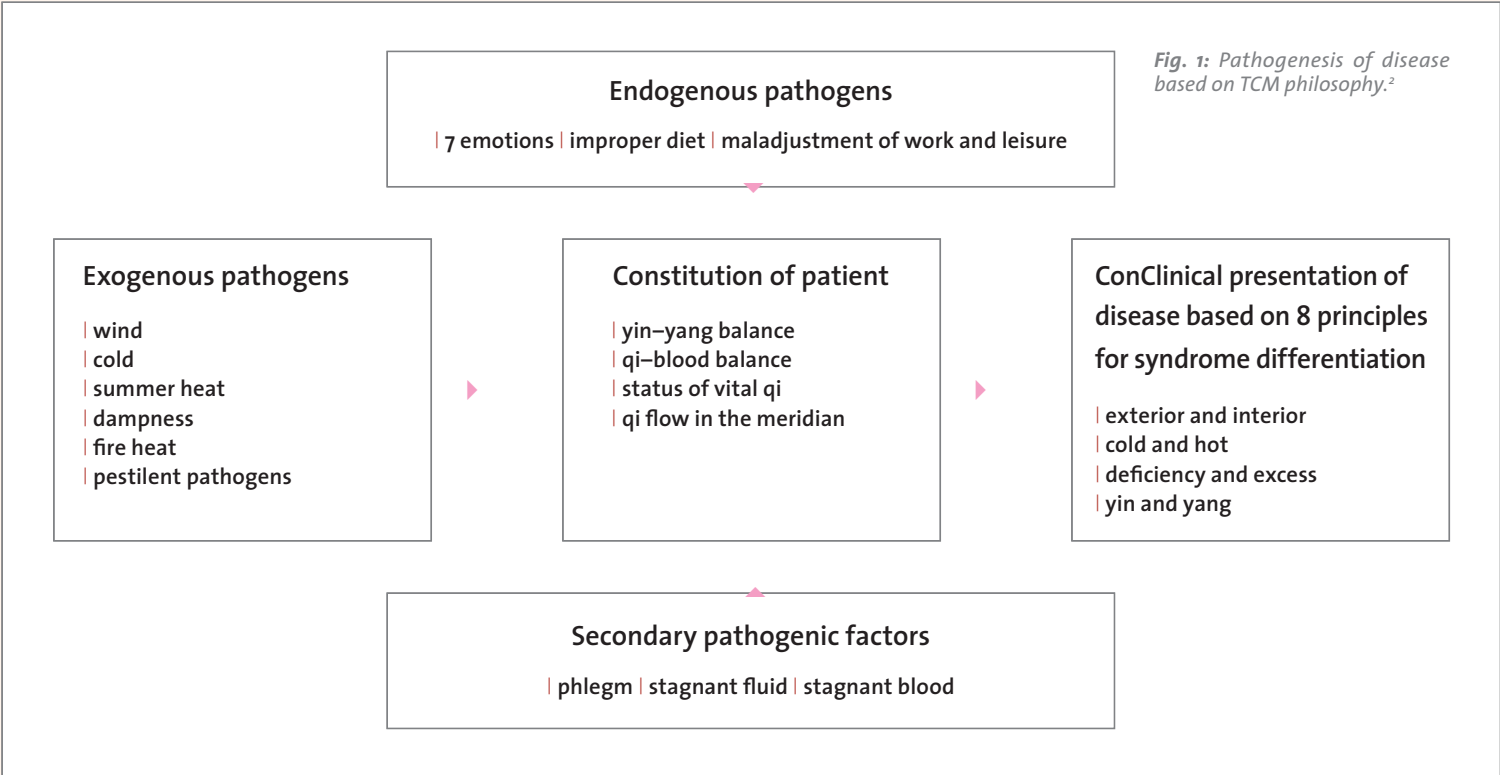 Endogenous pathogens
| 7 emotions | improper diet | maladjustment of work and leisure
Fig. 1: Pathogenesis of disease
based on TCM philosophy.²
Exogenous pathogens
| wind
| cold
| summer heat
| dampness
| fire heat
| pestilent pathogens
Constitution of patient
| yin–yang balance
| qi–blood balance
| status of vital qi
| qi flow in the meridian
ConClinical presentation of
disease based on 8 principles
for syndrome differentiation
| exterior and interior
| cold and hot
| deficiency and excess
| yin and yang
Secondary pathogenic factors
| phlegm | stagnant fluid | stagnant blood